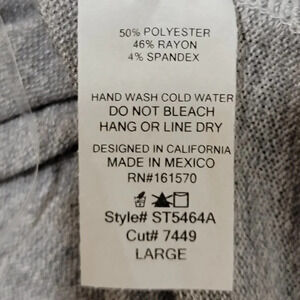 50% POLYESTER
46% RAYON
4% SPANDEX
HAND WASH COLD WATER
DO NOT BLEACH
HANG OR LINE DRY
DESIGNED IN CALIFORNIA
MADE IN MEXICO
RN#161570
Style# ST5464A
Cut# 7449
LARGE